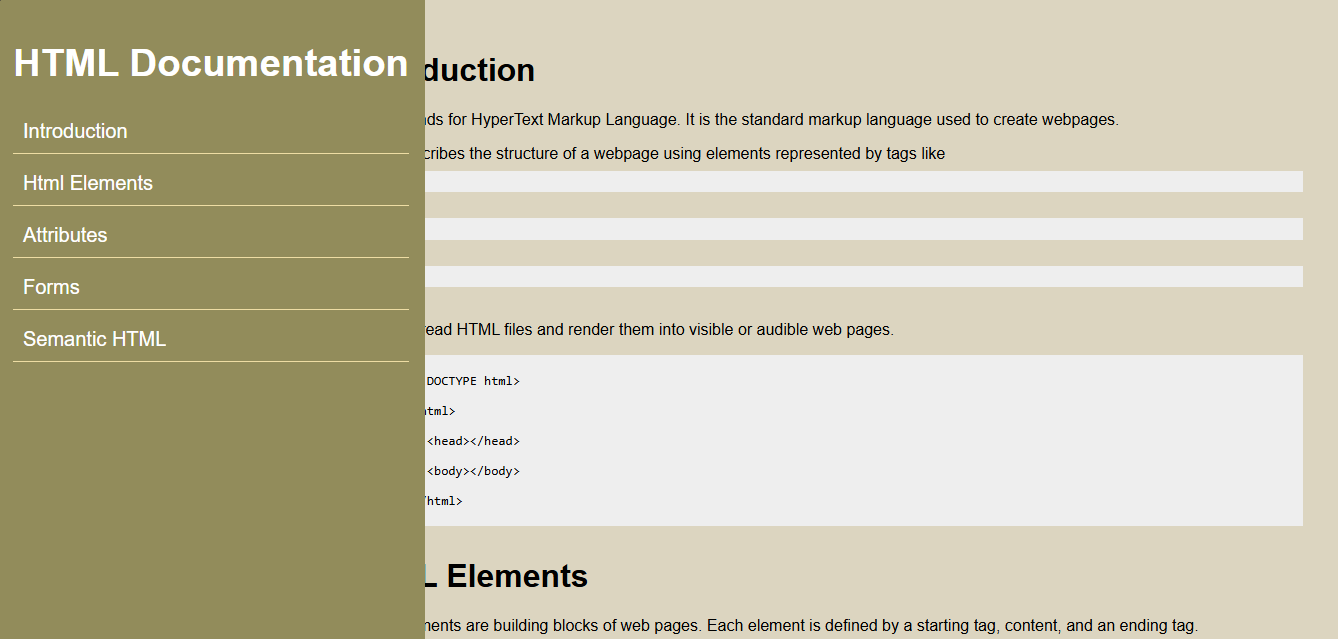 HTML Documentation
Introduction
Html Elements
Attributes
Forms
Semantic HTML
duction
for HyperText Markup Language. It is the standard markup language used to create webpages.
cribes the structure of a webpage using elements represented by tags like
read HTML files and render them into visible or audible web pages.
DOCTYPE html>
html>
<head></head>
<body></body>
/html>
Elements
ments are building blocks of web pages. Each element is defined by a starting tag, content, and an ending tag.